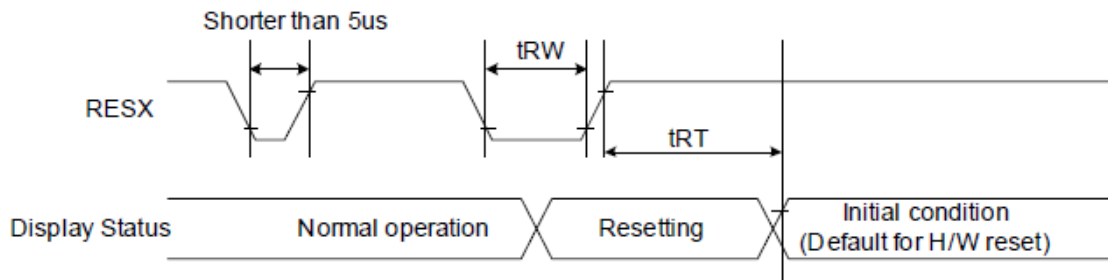 Shorter than 5us
tRW
RESX
tRT
Display Status
Normal operation
Resetting
Initial condition
(Default for H/W reset)